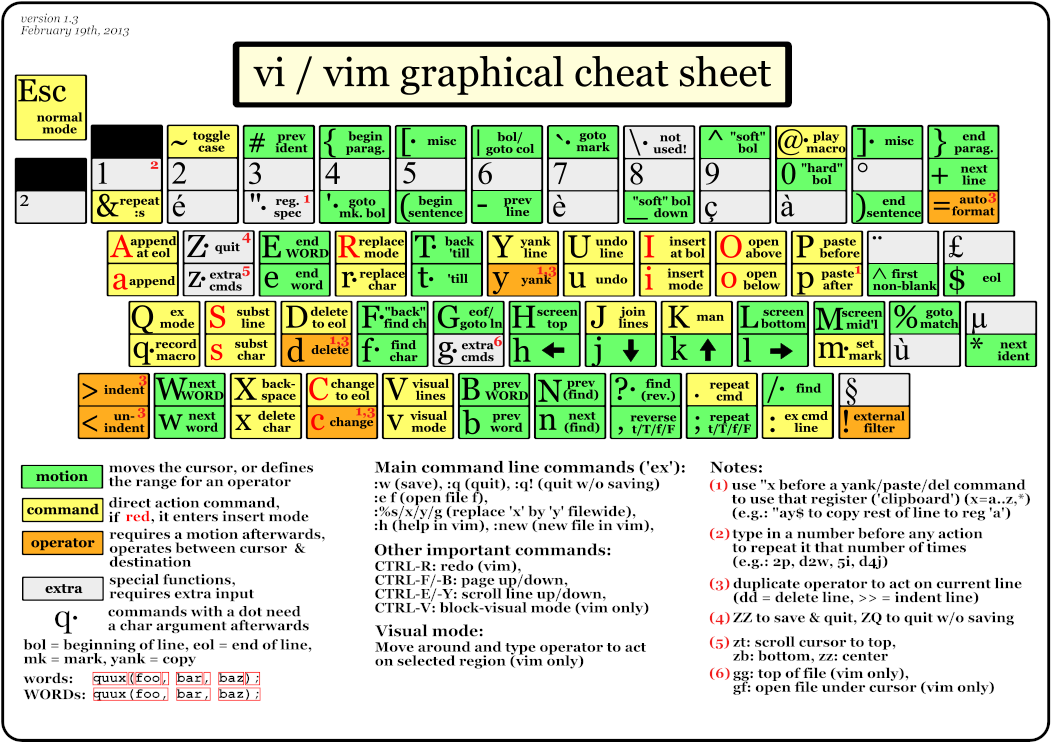 version 1.3
February 19th, 2013
vi / vim graphical cheat sheet
Esc
normal
mode
~ toggle
case
# prev
ident
{ begin
parag.
[· misc
| bol/
goto col
`· goto
mark
\· not
used!
^ "soft"
bol
@· play
macro
]· misc
} end
parag.
2
1 2
2
3
4
5
6
7
8
9
0 "hard"
bol
°
+ next
line
& repeat
:s
é
"· reg. 1
spec
'· goto
mk. bol
( begin
sentence
- prev
line
è
_ "soft" bol
down
ç
à
) end
sentence
= auto 3
format
A append
at eol
Z· quit 4
E end
WORD
R replace
mode
T· back
'till
Y yank
line
U undo
line
I insert
at bol
O open
above
P paste
before
¨
£
a append
z· extra 5
cmds
e end
word
r· replace
char
t· 'till
y yank 1,3
u undo
i insert
mode
o open
below
p paste 1
after
^ first
non-blank
$ eol
Q ex
mode
S subst
line
D delete
to eol
F· "back"
find ch
G eof/
goto ln
H screen
top
J join
lines
K man
L screen
bottom
M screen
mid'l
% goto
match
µ
q· record
macro
s subst
char
d delete 1,3
f· find
char
g· extra 6
cmds
h ←
j ↓
k ↑
l →
m· set
mark
ù
* next
ident
> indent 3
W next
WORD
X back-
space
C change
to eol
V visual
lines
B prev
WORD
N prev
(find)
?· find
(rev.)
. repeat
cmd
/· find
§
< un- 3
indent
w next
word
x delete
char
c change 1,3
v visual
mode
b prev
word
n next
(find)
, reverse
t/T/f/F
; repeat
t/T/f/F
: ex cmd
line
! external
filter
motion
moves the cursor, or defines
the range for an operator
command
direct action command,
if red, it enters insert mode
operator
requires a motion afterwards,
operates between cursor &
destination
extra
special functions,
requires extra input
q·
commands with a dot need
a char argument afterwards
bol = beginning of line, eol = end of line,
mk = mark, yank = copy
words: quux(foo, bar, baz);
WORDs: quux(foo, bar, baz);
Main command line commands ('ex'):
:w (save), :q (quit), :q! (quit w/o saving)
:e f (open file f),
:%s/x/y/g (replace 'x' by 'y' filewide),
:h (help in vim), :new (new file in vim),
Other important commands:
CTRL-R: redo (vim),
CTRL-F/-B: page up/down,
CTRL-E/-Y: scroll line up/down,
CTRL-V: block-visual mode (vim only)
Visual mode:
Move around and type operator to act
on selected region (vim only)
Notes:
(1) use "x before a yank/paste/del command
to use that register ('clipboard') (x=a..z,*)
(e.g.: "ay$ to copy rest of line to reg 'a')
(2) type in a number before any action
to repeat it that number of times
(e.g.: 2p, d2w, 5i, d4j)
(3) duplicate operator to act on current line
(dd = delete line, >> = indent line)
(4) ZZ to save & quit, ZQ to quit w/o saving
(5) zt: scroll cursor to top,
zb: bottom, zz: center
(6) gg: top of file (vim only),
gf: open file under cursor (vim only)